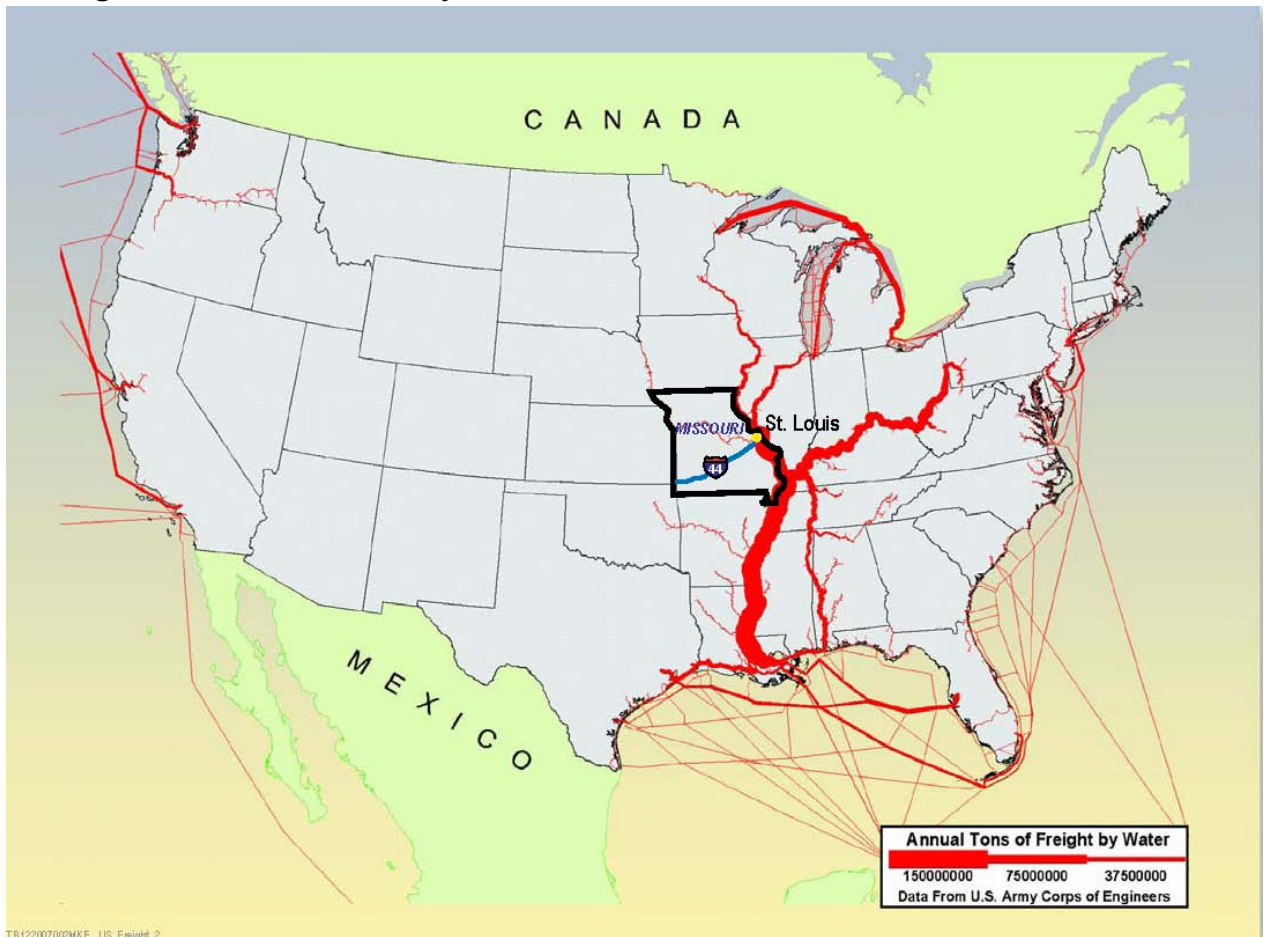 CANADA
MISSOURI
St. Louis
44
MEXICO
Annual Tons of Freight by Water
150000000 75000000 37500000
Data From U.S. Army Corps of Engineers